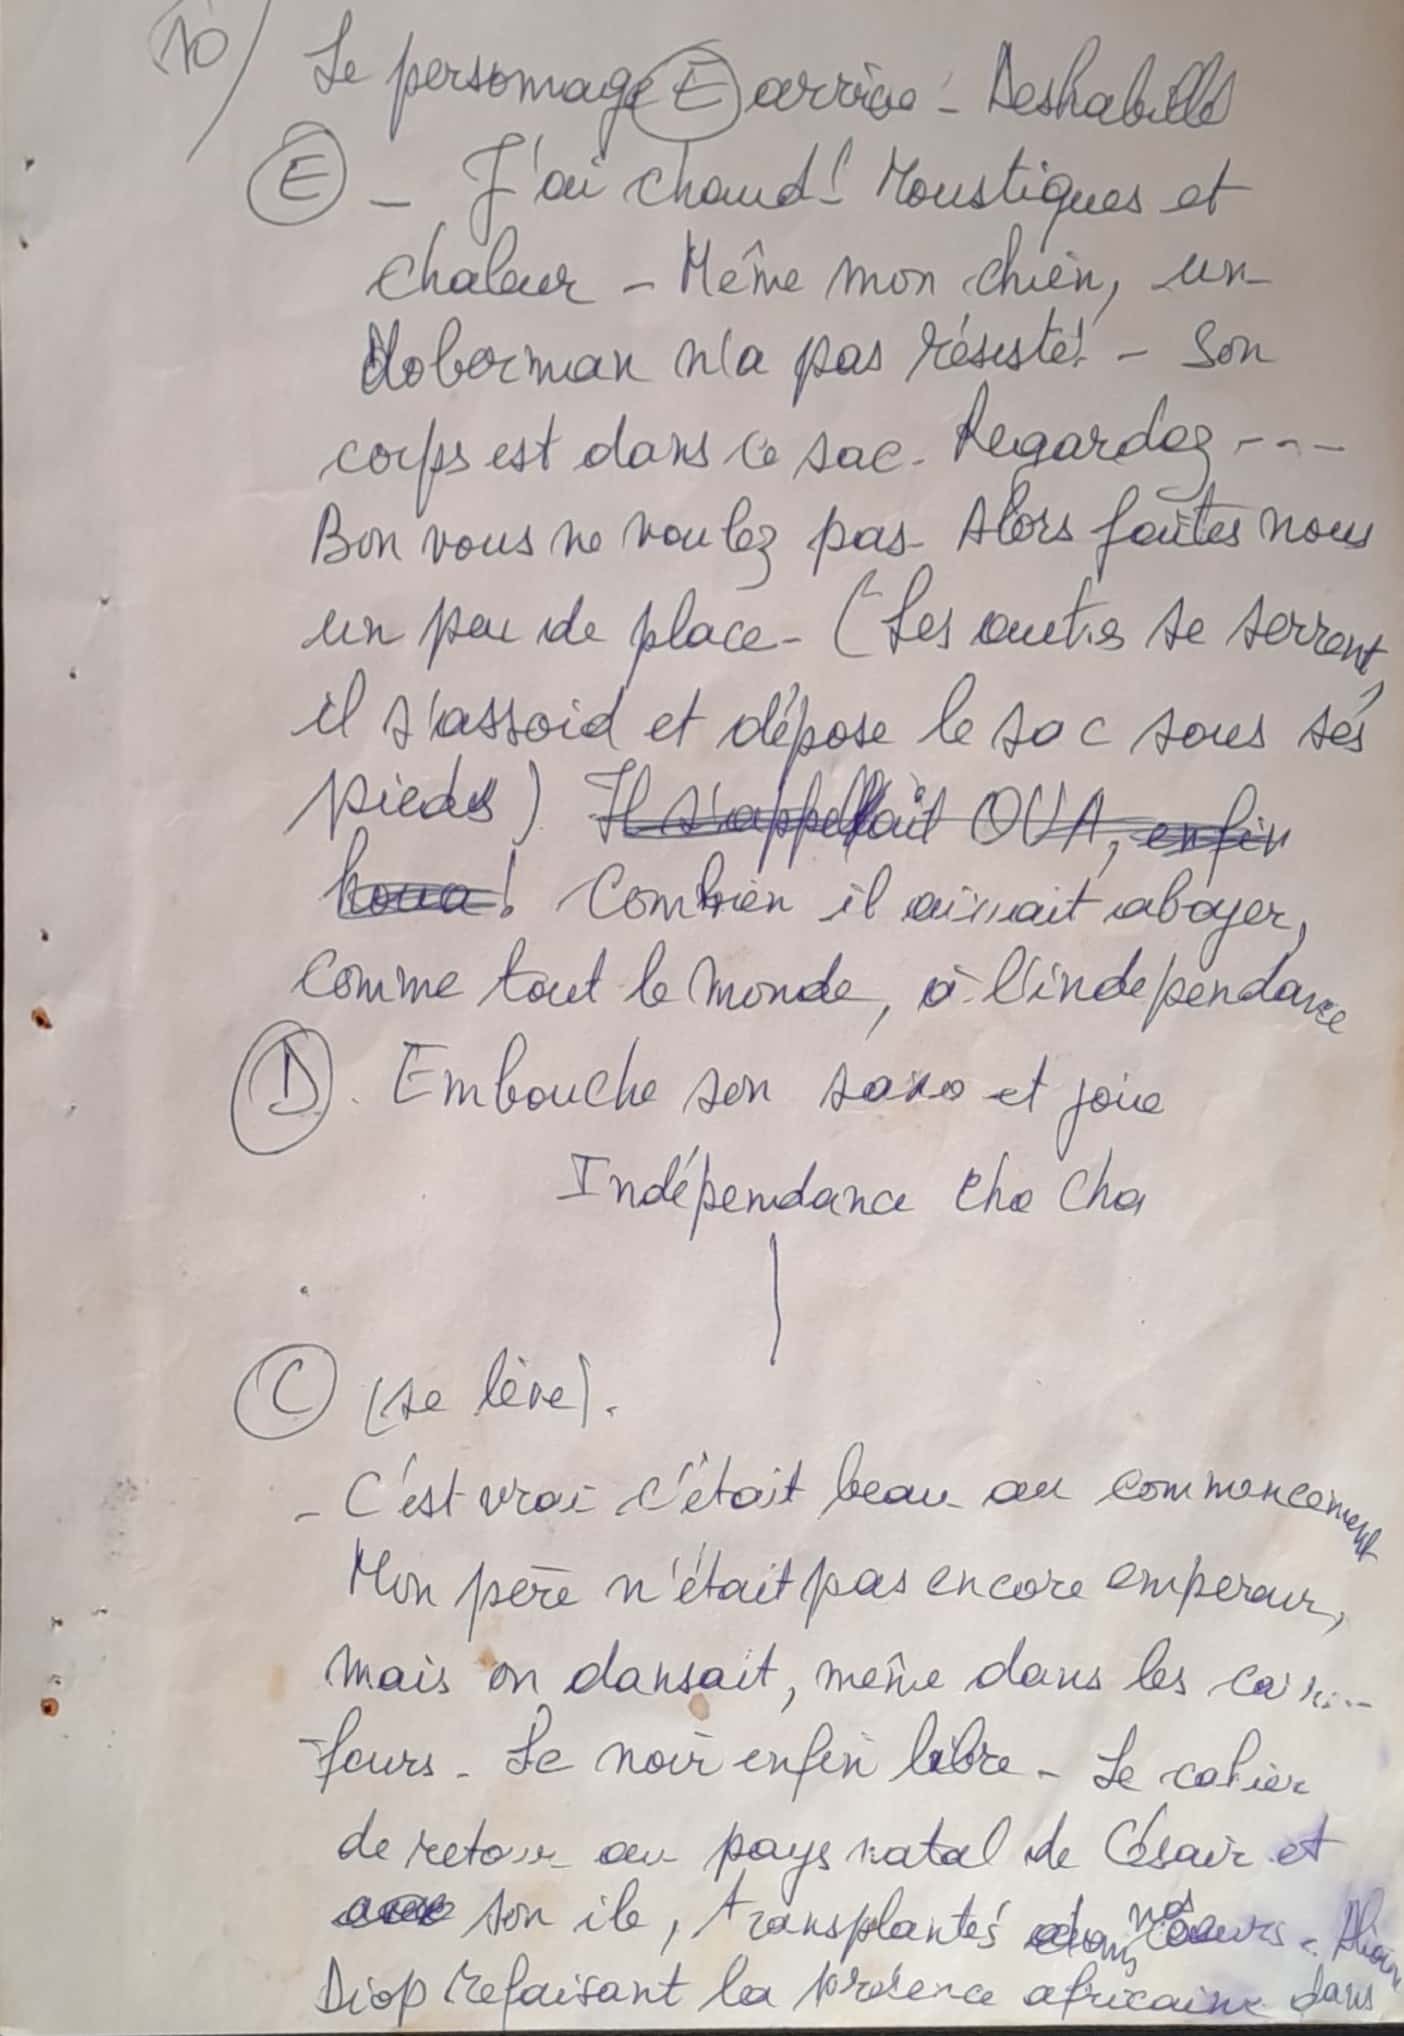 10/ Le personnage E arrive - Deshabillé
E - J'ai chaud! Moustiques et
chaleur - Même mon chien, un
doberman n'a pas résisté! - Son
corps est dans ce sac. Regardez ---
Bon vous ne voulez pas. Alors faites nous
un peu de place - (Les autres se serrent,
il s'assoid et dépose le sac sous ses
pieds) Il s'appellait OUA, enfin
houa! Combien il aimait aboyer,
comme tout le monde, à l'independance
D. Embouche son saxo et joue
Indépendance cha cha
C (se lève).
- C'est vrai c'était beau au commencement
Mon père n'était pas encore empereur,
mais on dansait, même dans les
fours - Le noir enfin libre - Le cahier
de retour au pays natal de Césair et
son ile, transplantés dans nos coeurs.
Diop refaisant la présence africaine dans